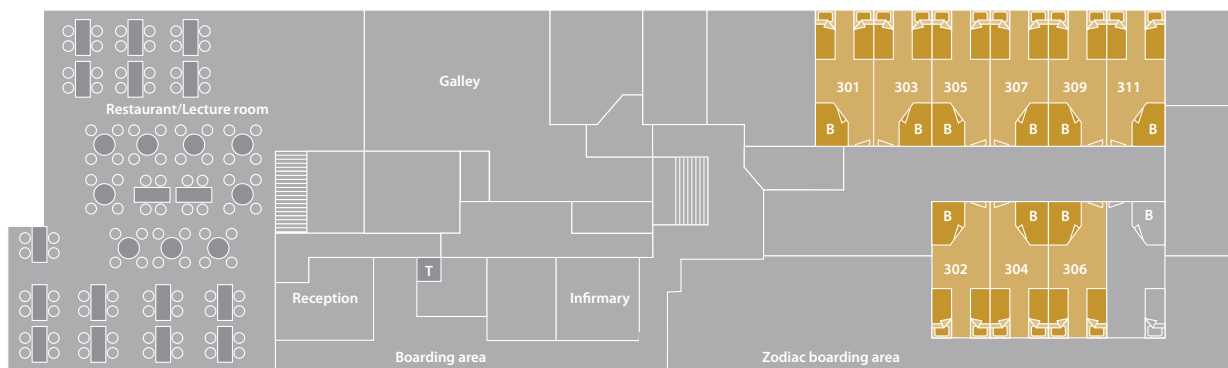 Galley
301 303 305 307 309 311
Restaurant/Lecture room
B B B B B B
B B B B
T
302 304 306
Reception
Infirmary
Boarding area
Zodiac boarding area